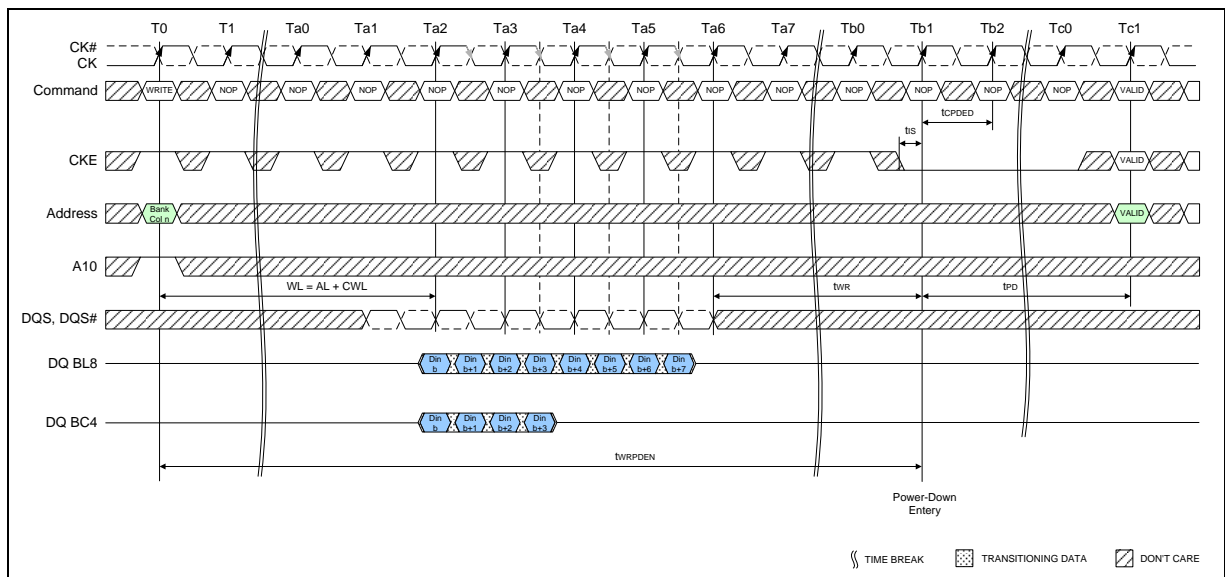 T0 T1 Ta0 Ta1 Ta2 Ta3 Ta4 Ta5 Ta6 Ta7 Tb0 Tb1 Tb2 Tc0 Tc1
CK#
CK
Command WRITE NOP NOP NOP NOP NOP NOP NOP NOP NOP NOP NOP NOP NOP VALID
tCPDED
tIS
CKE VALID
Address Bank Col n VALID
A10
WL = AL + CWL tWR tPD
DQS, DQS#
DQ BL8 Din b Din b+1 Din b+2 Din b+3 Din b+4 Din b+5 Din b+6 Din b+7
DQ BC4 Din b Din b+1 Din b+2 Din b+3
tWRPDEN
Power-Down
Entery
TIME BREAK TRANSITIONING DATA DON'T CARE